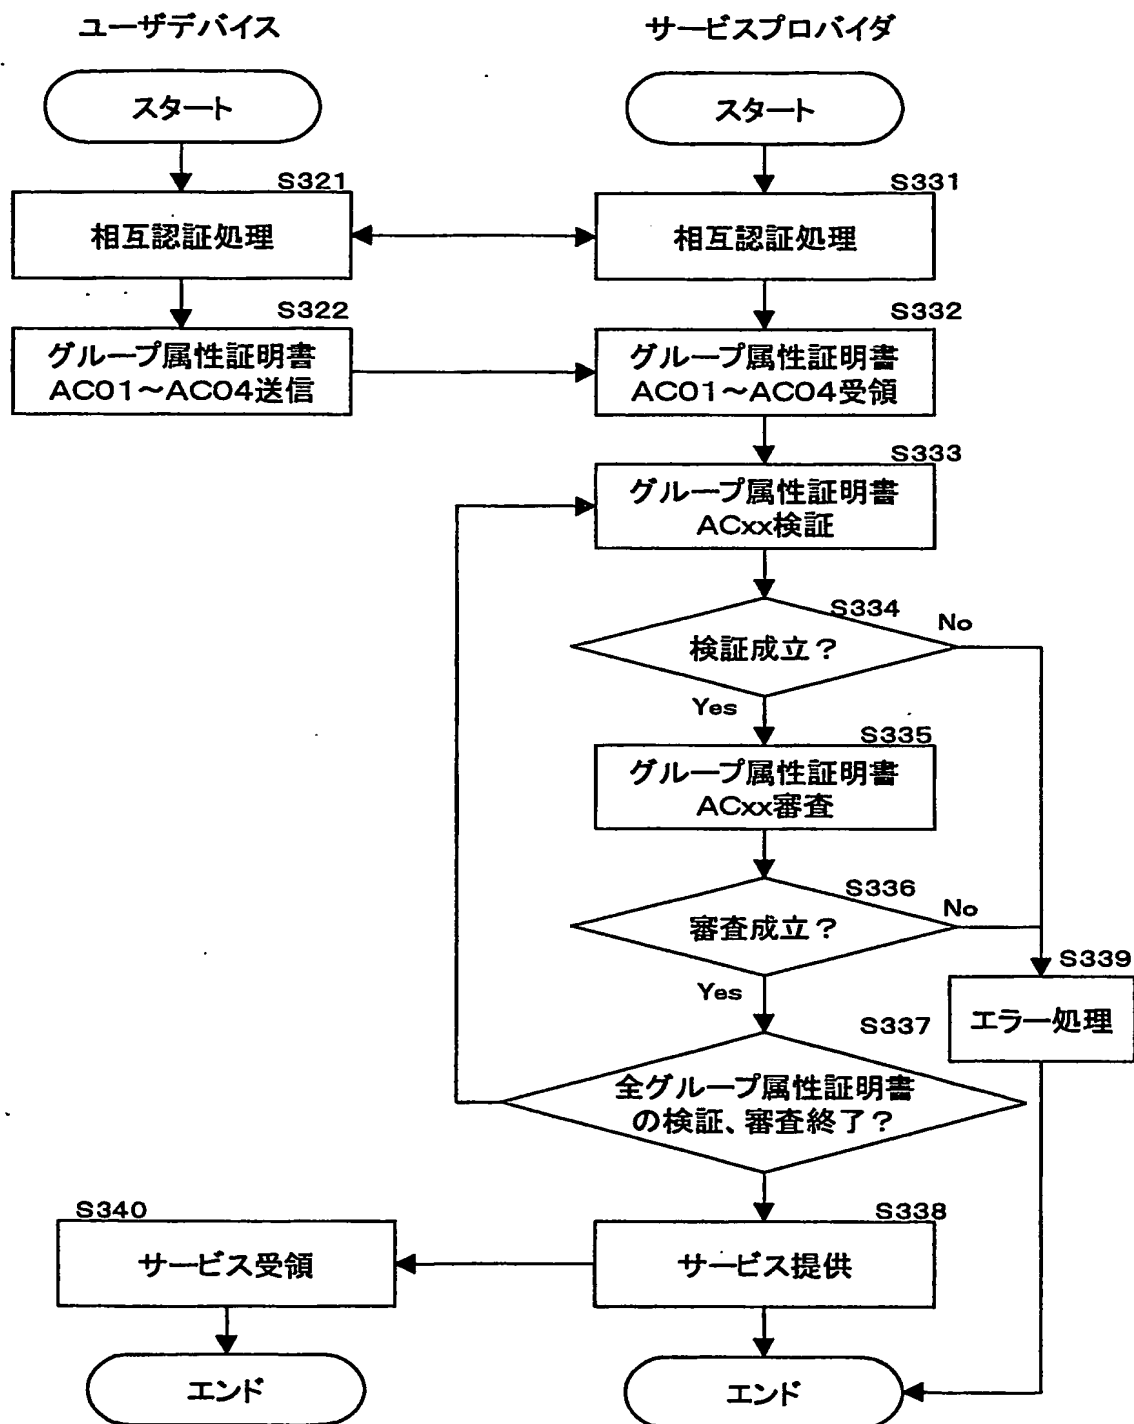 ユーザデバイス
サービスプロバイダ
スタート
スタート
S321
相互認証処理
S331
相互認証処理
S322
グループ属性証明書
AC01〜AC04送信
S332
グループ属性証明書
AC01〜AC04受領
S333
グループ属性証明書
ACxx検証
S334
検証成立?
No
Yes
S335
グループ属性証明書
ACxx審査
S336
審査成立?
No
Yes
S339
エラー処理
S337
全グループ属性証明書
の検証、審査終了?
S340
サービス受領
S338
サービス提供
エンド
エンド